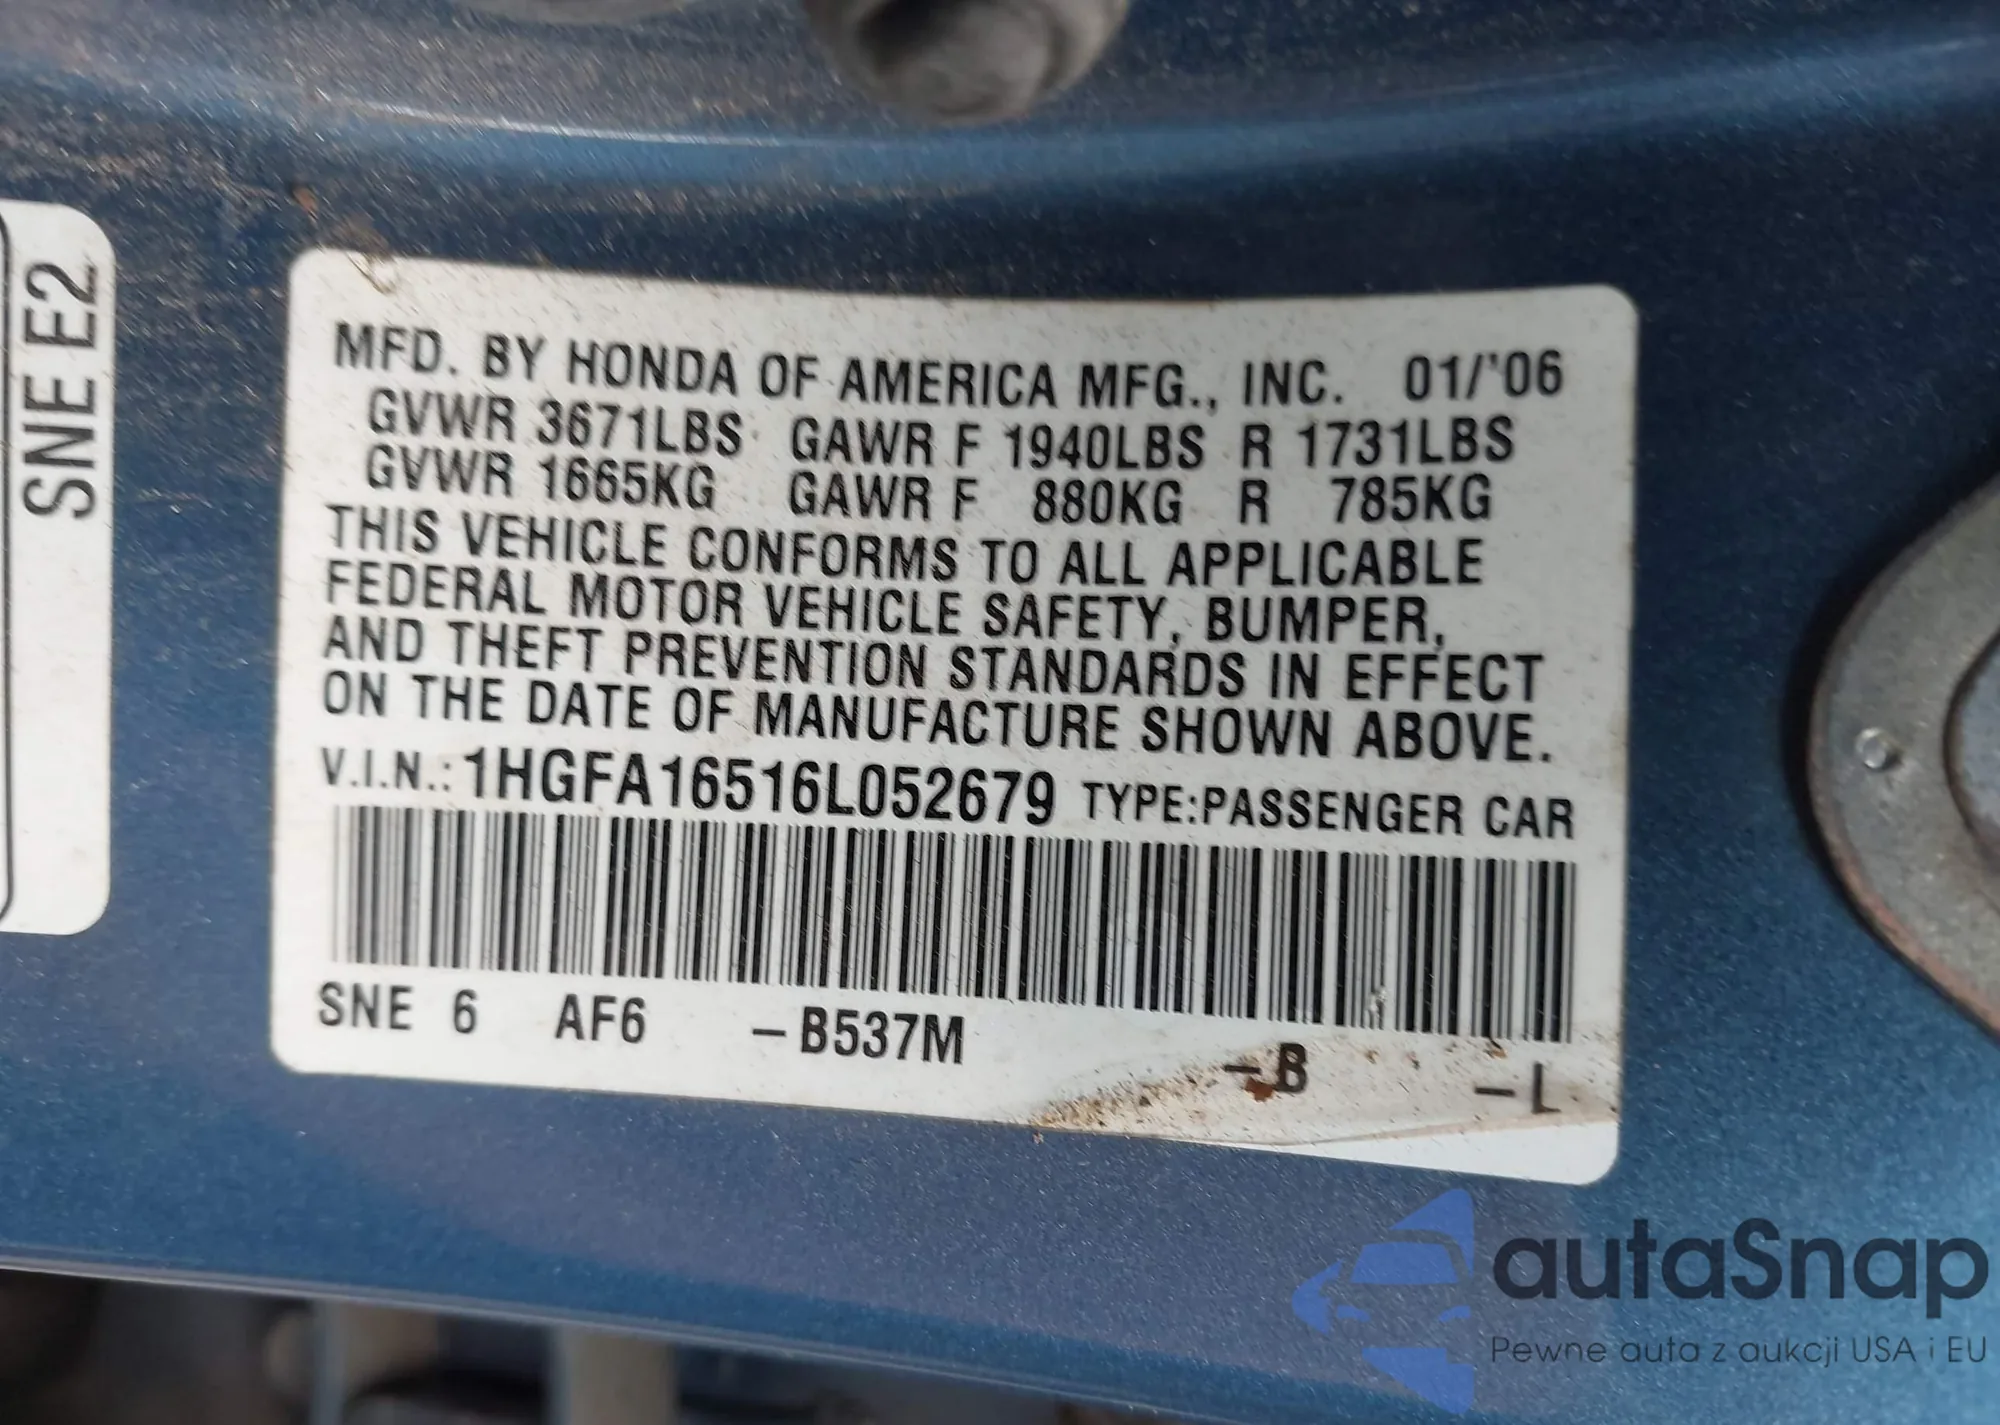 SNE E2
MFD. BY HONDA OF AMERICA MFG., INC. 01/'06
GVWR 3671LBS GAWR F 1940LBS R 1731LBS
GVWR 1665KG GAWR F 880KG R 785KG
THIS VEHICLE CONFORMS TO ALL APPLICABLE
FEDERAL MOTOR VEHICLE SAFETY, BUMPER,
AND THEFT PREVENTION STANDARDS IN EFFECT
ON THE DATE OF MANUFACTURE SHOWN ABOVE.
V.I.N.: 1HGFA16516L052679 TYPE:PASSENGER CAR
SNE 6 AF6 -B537M -B -L
autaSnap
Pewne auta z aukcji USA i EU